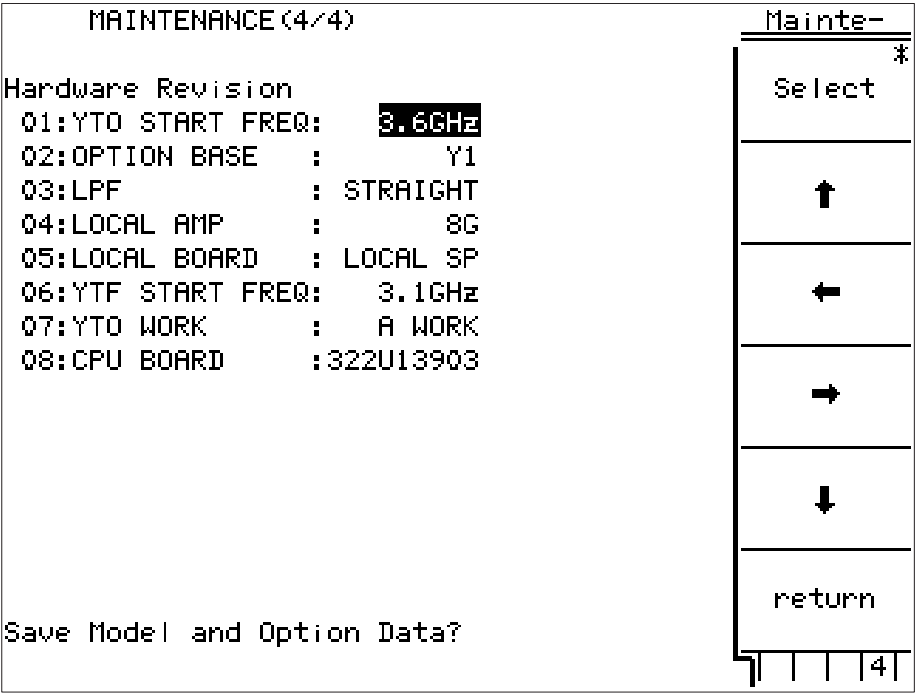 MAINTENANCE(4/4)
Hardware Revision
01:YTO START FREQ: 3.6GHz
02:OPTION BASE : Y1
03:LPF : STRAIGHT
04:LOCAL AMP : 8G
05:LOCAL BOARD : LOCAL SP
06:YTF START FREQ: 3.1GHz
07:YTO WORK : A WORK
08:CPU BOARD :322U13903
Save Model and Option Data?
Mainte-
*
Select
↑
←
→
↓
return
4